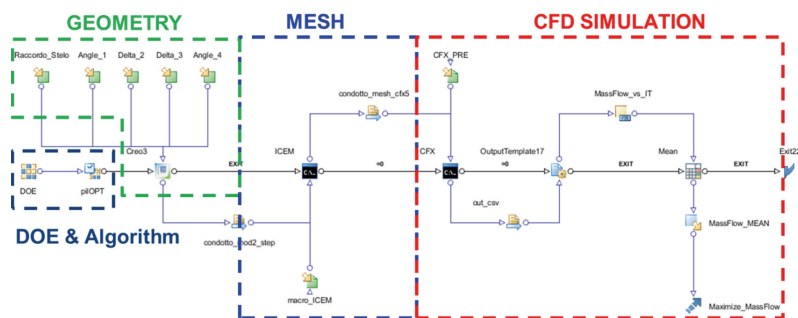 GEOMETRY
MESH
CFD SIMULATION
Raccordo_Stelo
Angle_1
Delta_2
Delta_3
Angle_4
CFX_PRE
condotto_mesh_cfx5
MassFlow_vs_IT
Creo3
EXIT
ICEM
=0
CFX
OutputTemplate17
=0
EXIT
Mean
EXIT
Exit22
C:\...
C:\...
DOE
pilOPT
out_csv
DOE & Algorithm
condotto_mod2_step
MassFlow_MEAN
macro_ICEM
Maximize_MassFlow